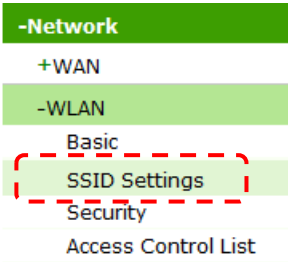 -Network
+WAN
-WLAN
Basic
SSID Settings
Security
Access Control List